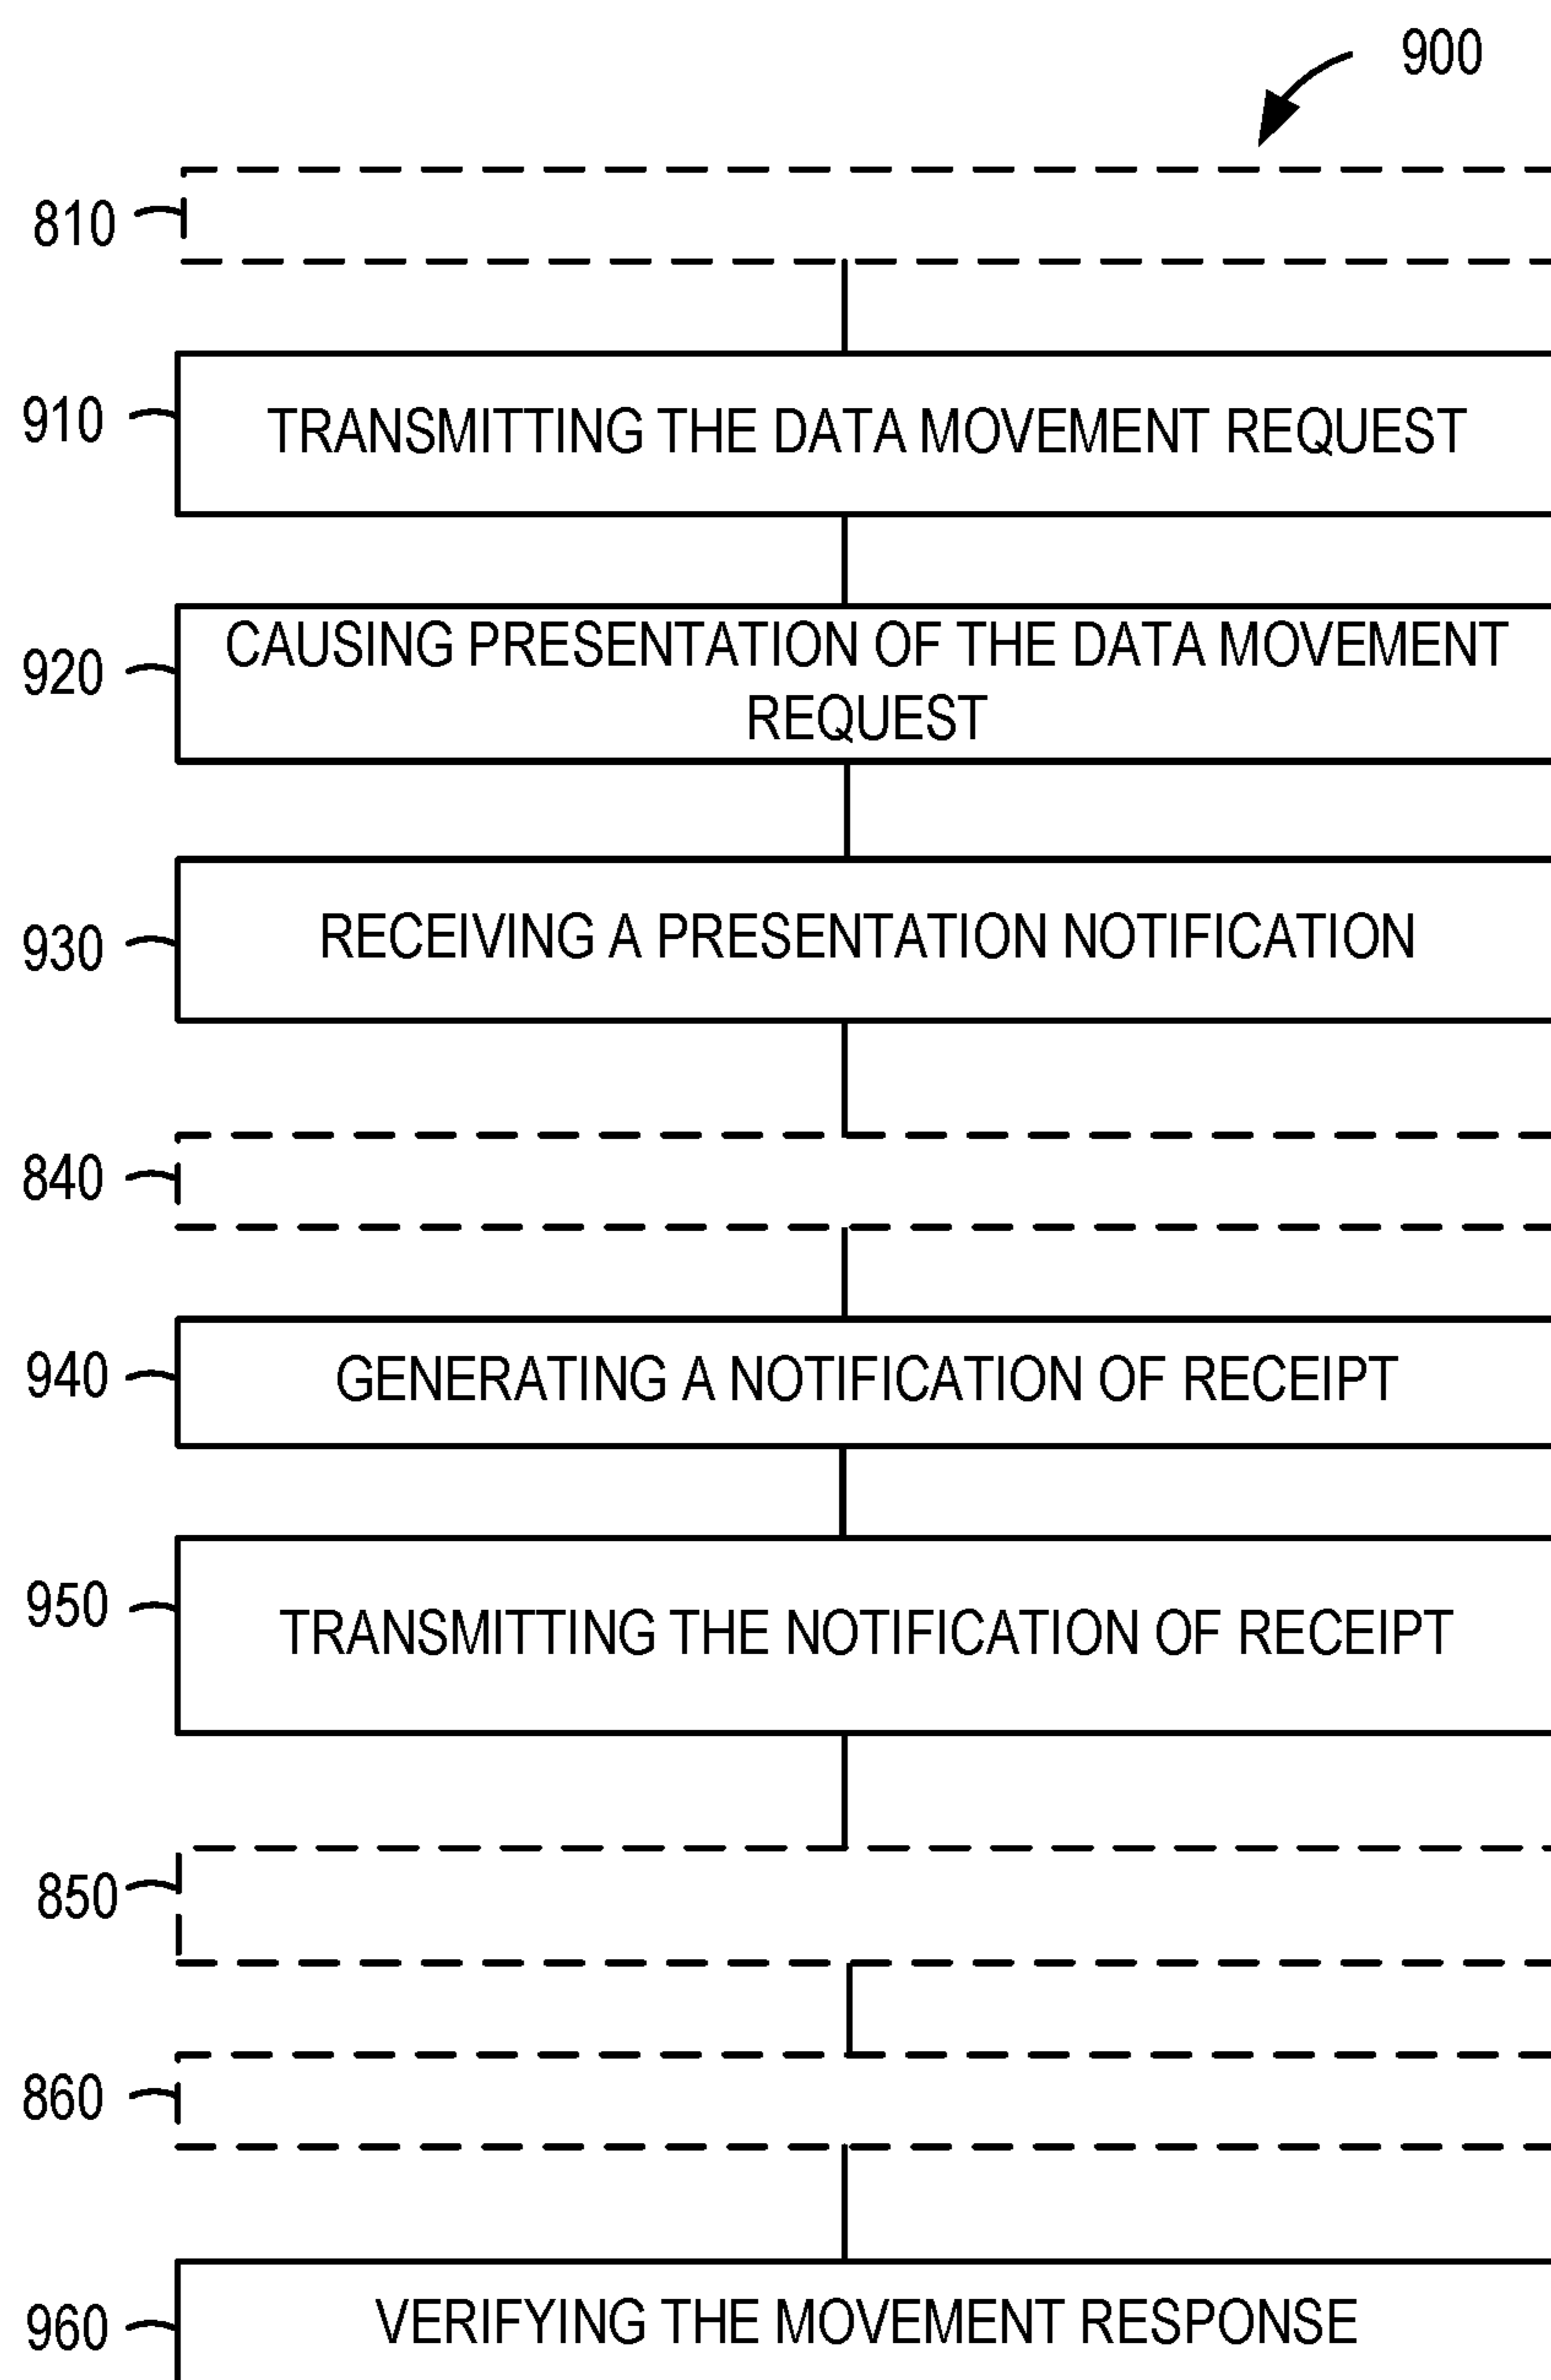 900
810
910
TRANSMITTING THE DATA MOVEMENT REQUEST
920
CAUSING PRESENTATION OF THE DATA MOVEMENT
REQUEST
930
RECEIVING A PRESENTATION NOTIFICATION
840
940
GENERATING A NOTIFICATION OF RECEIPT
950
TRANSMITTING THE NOTIFICATION OF RECEIPT
850
860
960
VERIFYING THE MOVEMENT RESPONSE